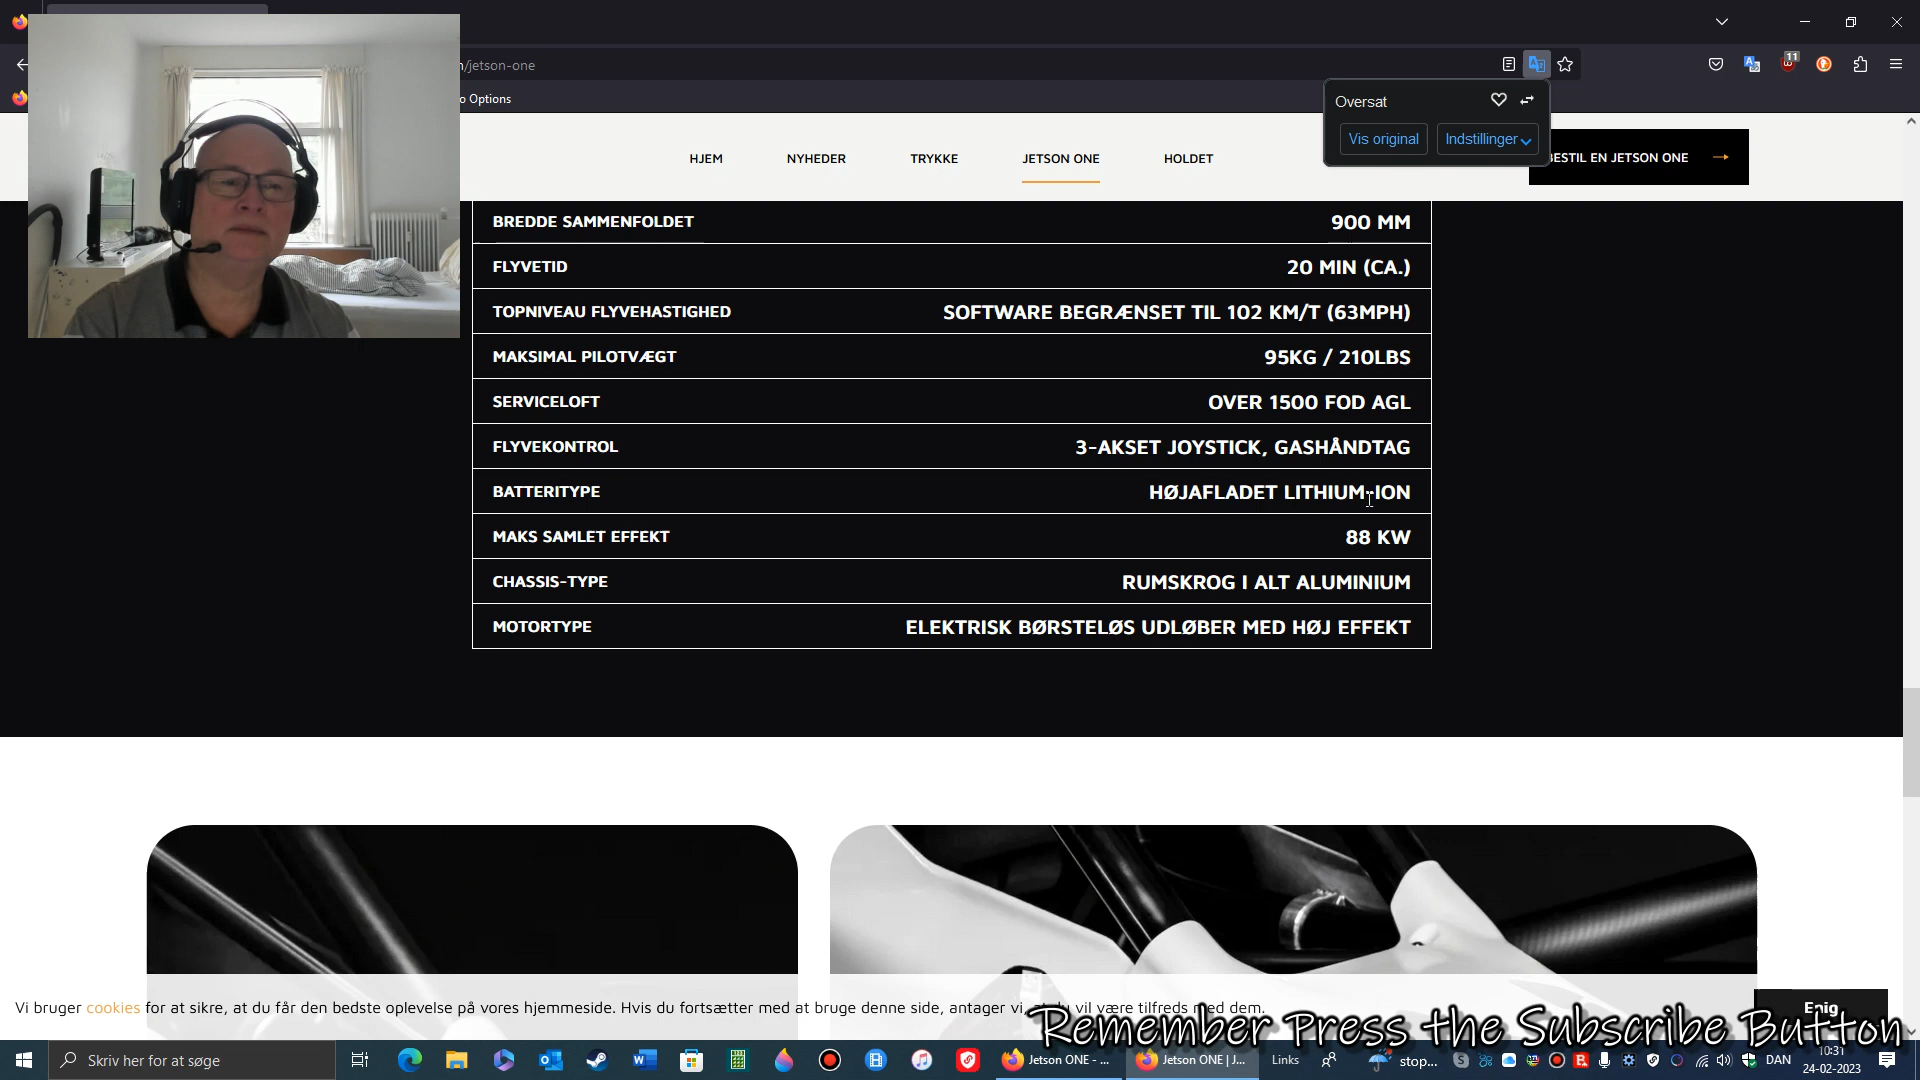 /jetson-one
o Options
11
Oversat
Vis original
Indstillinger
HJEM
NYHEDER
TRYKKE
JETSON ONE
HOLDET
BESTIL EN JETSON ONE
BREDDE SAMMENFOLDET 900 MM
FLYVETID 20 MIN (CA.)
TOPNIVEAU FLYVEHASTIGHED SOFTWARE BEGRÆNSET TIL 102 KM/T (63MPH)
MAKSIMAL PILOTVÆGT 95KG / 210LBS
SERVICELOFT OVER 1500 FOD AGL
FLYVEKONTROL 3-AKSET JOYSTICK, GASHÅNDTAG
BATTERITYPE HØJAFLADET LITHIUM-ION
MAKS SAMLET EFFEKT 88 KW
CHASSIS-TYPE RUMSKROG I ALT ALUMINIUM
MOTORTYPE ELEKTRISK BØRSTELØS UDLØBER MED HØJ EFFEKT
Vi bruger cookies for at sikre, at du får den bedste oplevelse på vores hjemmeside. Hvis du fortsætter med at bruge denne side, antager vi, at du vil være tilfreds med dem.
Enig
Remember Press the Subscribe Button
Skriv her for at søge
Jetson ONE - ...
Jetson ONE | J...
Links
stop...
DAN
10:31
24-02-2023